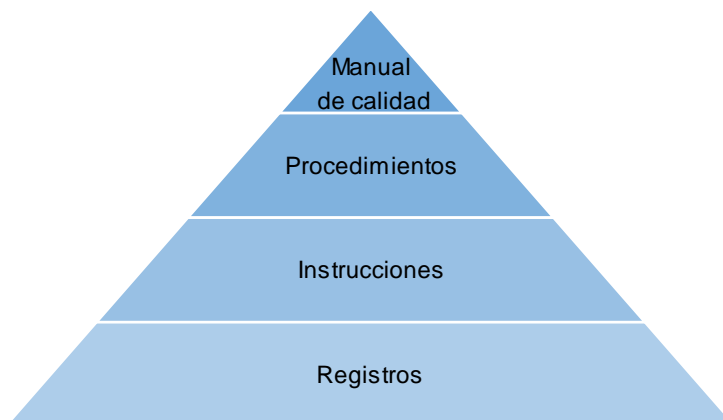 Manual
de calidad
Procedimientos
Instrucciones
Registros